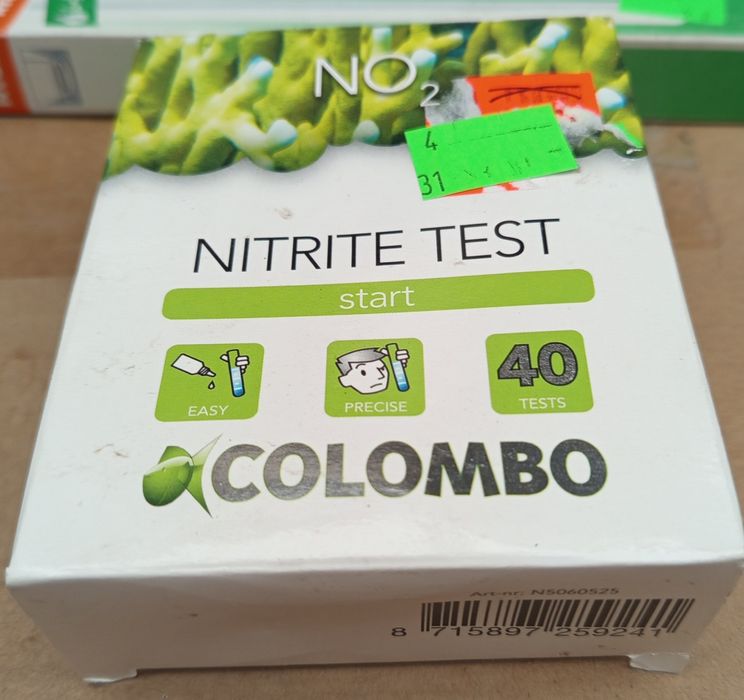 NO2
4
31
NITRITE TEST
start
EASY
PRECISE
40
TESTS
COLOMBO
Art-nr: N5060525
8 715897 259241